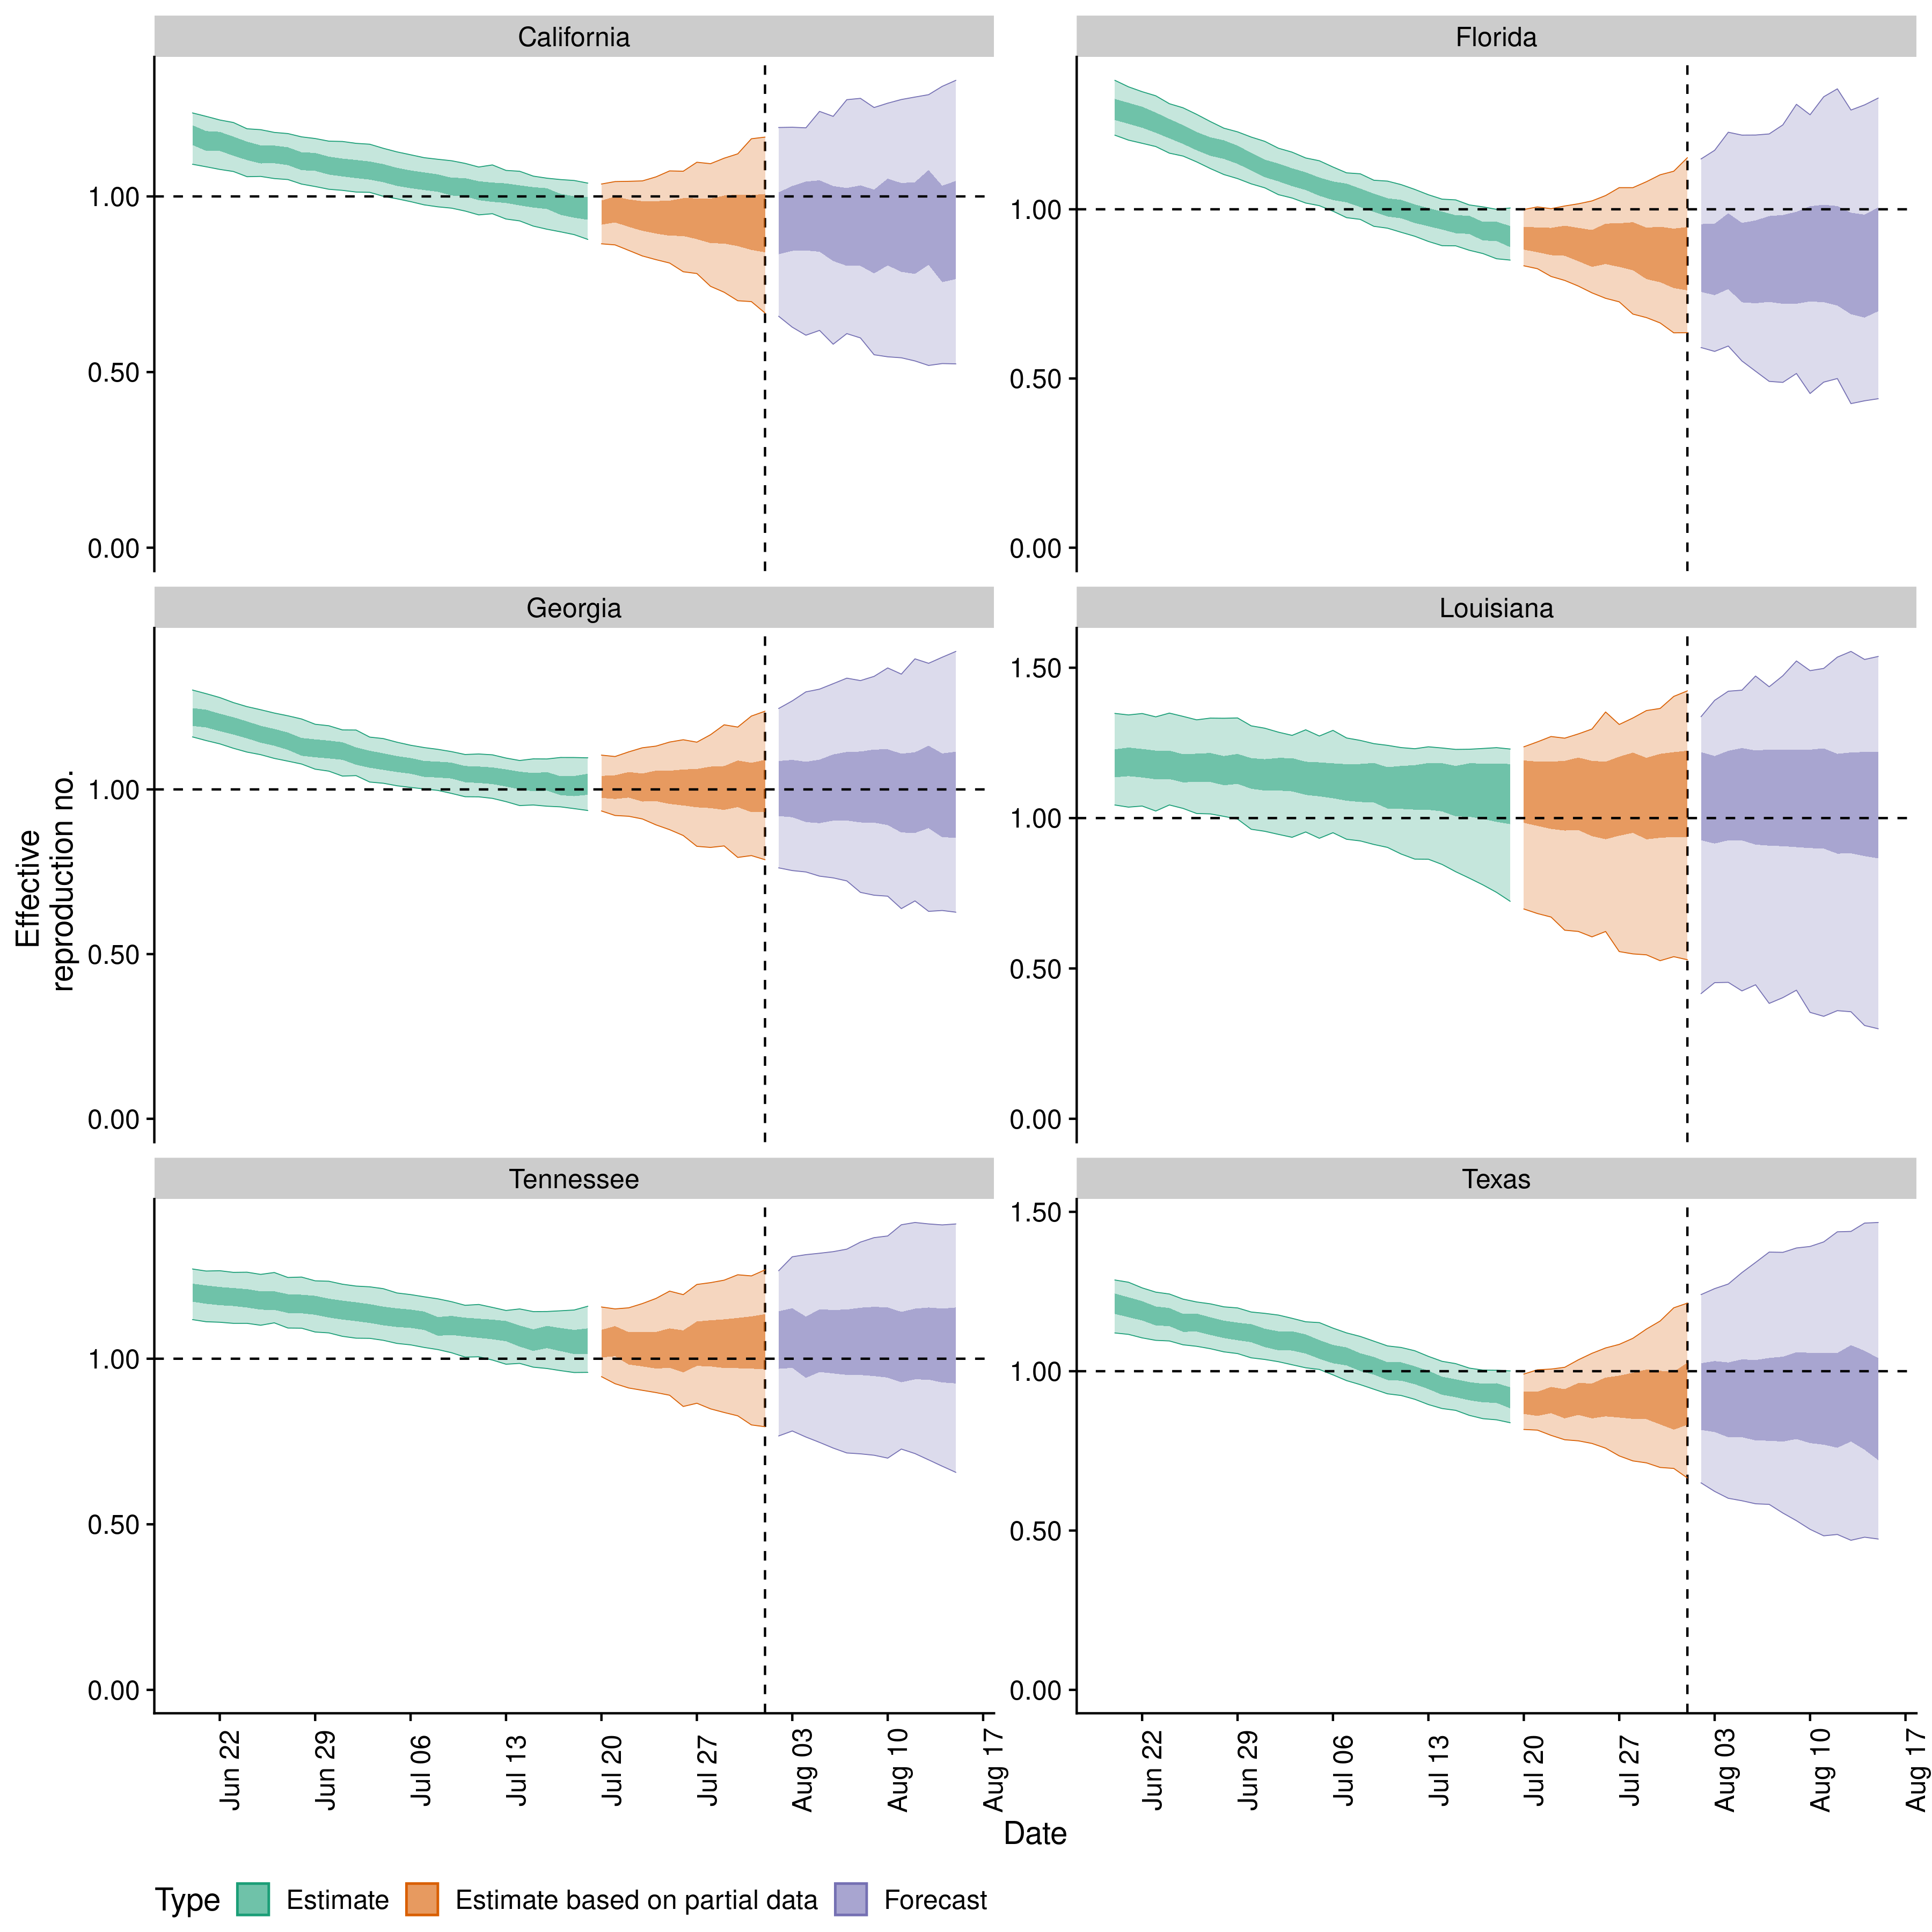 California
Florida
1.00
0.50
0.00
1.00
0.50
0.00
Georgia
Louisiana
1.00
0.50
0.00
1.50
1.00
0.50
0.00
Effective
reproduction no.
Tennessee
Texas
1.00
0.50
0.00
1.50
1.00
0.50
0.00
Jun 22
Jun 29
Jul 06
Jul 13
Jul 20
Jul 27
Aug 03
Aug 10
Aug 17
Jun 22
Jun 29
Jul 06
Jul 13
Jul 20
Jul 27
Aug 03
Aug 10
Aug 17
Date
Type Estimate Estimate based on partial data Forecast